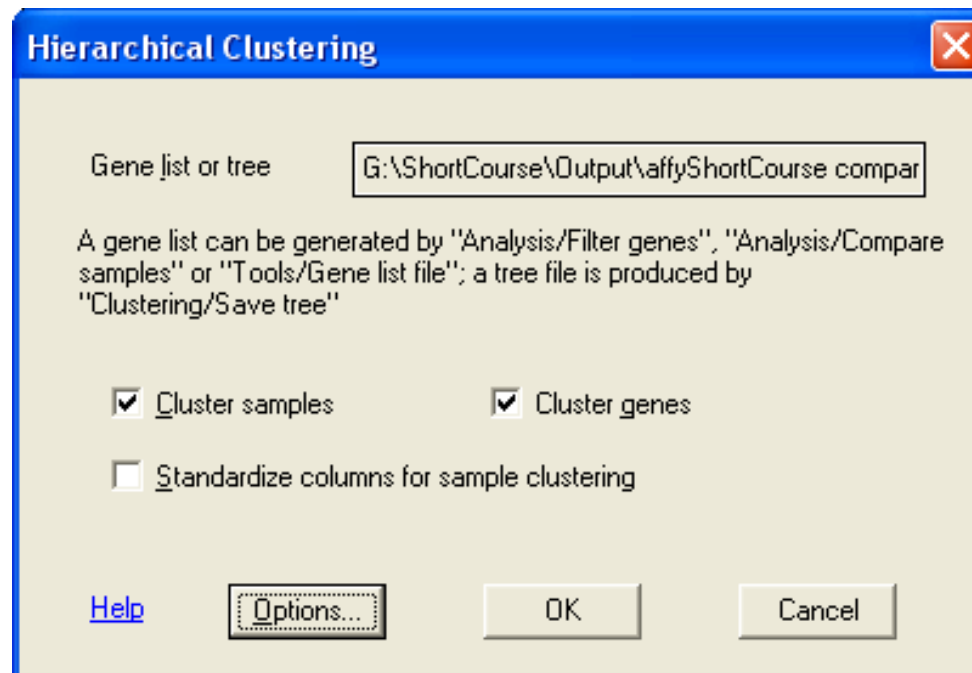 Hierarchical Clustering
Gene list or tree
G:\ShortCourse\Output\affyShortCourse compar
A gene list can be generated by "Analysis/Filter genes", "Analysis/Compare
samples" or "Tools/Gene list file"; a tree file is produced by
"Clustering/Save tree"
Cluster samples
Cluster genes
Standardize columns for sample clustering
Help
Options...
OK
Cancel